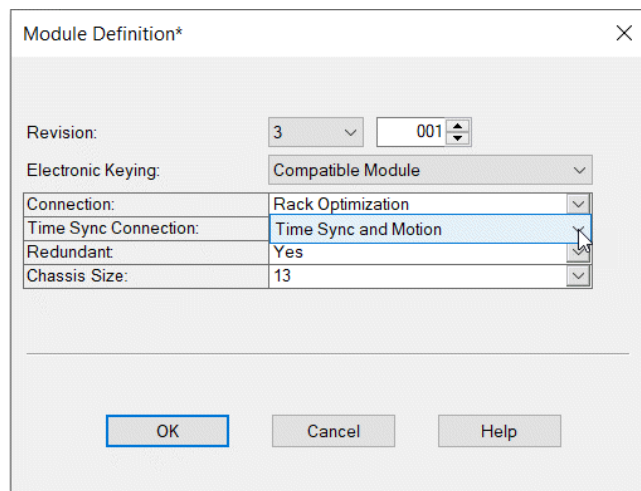 Module Definition*
Revision: 3 001
Electronic Keying: Compatible Module
Connection: Rack Optimization
Time Sync Connection: Time Sync and Motion
Redundant: Yes
Chassis Size: 13
OK Cancel Help